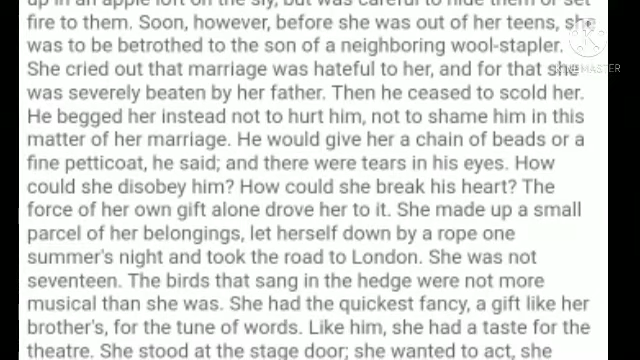 up in an apple loft on the sly, but was careful to hide them or set
fire to them. Soon, however, before she was out of her teens, she
was to be betrothed to the son of a neighboring wool-stapler.
She cried out that marriage was hateful to her, and for that she
was severely beaten by her father. Then he ceased to scold her.
He begged her instead not to hurt him, not to shame him in this
matter of her marriage. He would give her a chain of beads or a
fine petticoat, he said; and there were tears in his eyes. How
could she disobey him? How could she break his heart? The
force of her own gift alone drove her to it. She made up a small
parcel of her belongings, let herself down by a rope one
summer's night and took the road to London. She was not
seventeen. The birds that sang in the hedge were not more
musical than she was. She had the quickest fancy, a gift like her
brother's, for the tune of words. Like him, she had a taste for the
theatre. She stood at the stage door; she wanted to act, she
KINEMASTER